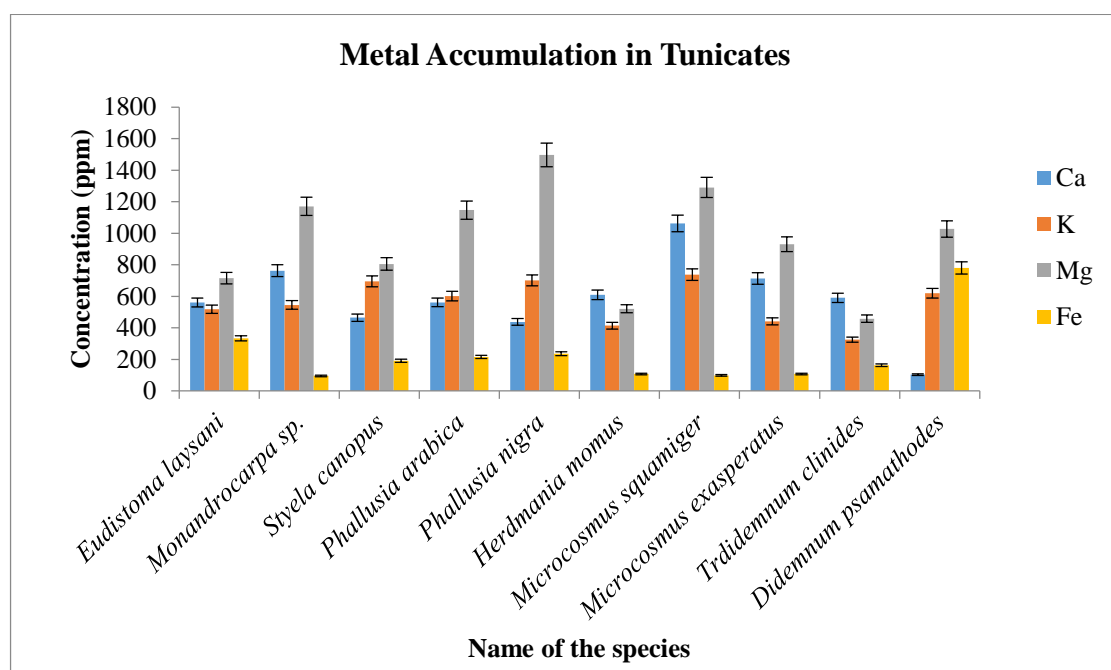 Metal Accumulation in Tunicates
Concentration (ppm)
1800
1600
1400
1200
1000
800
600
400
200
0
Ca
K
Mg
Fe
Eudistoma laysani
Monandrocarpa sp.
Styela canopus
Phallusia arabica
Phallusia nigra
Herdmania momus
Microcosmus squamiger
Microcosmus exasperatus
Trdidemnum clinides
Didemnum psamathodes
Name of the species